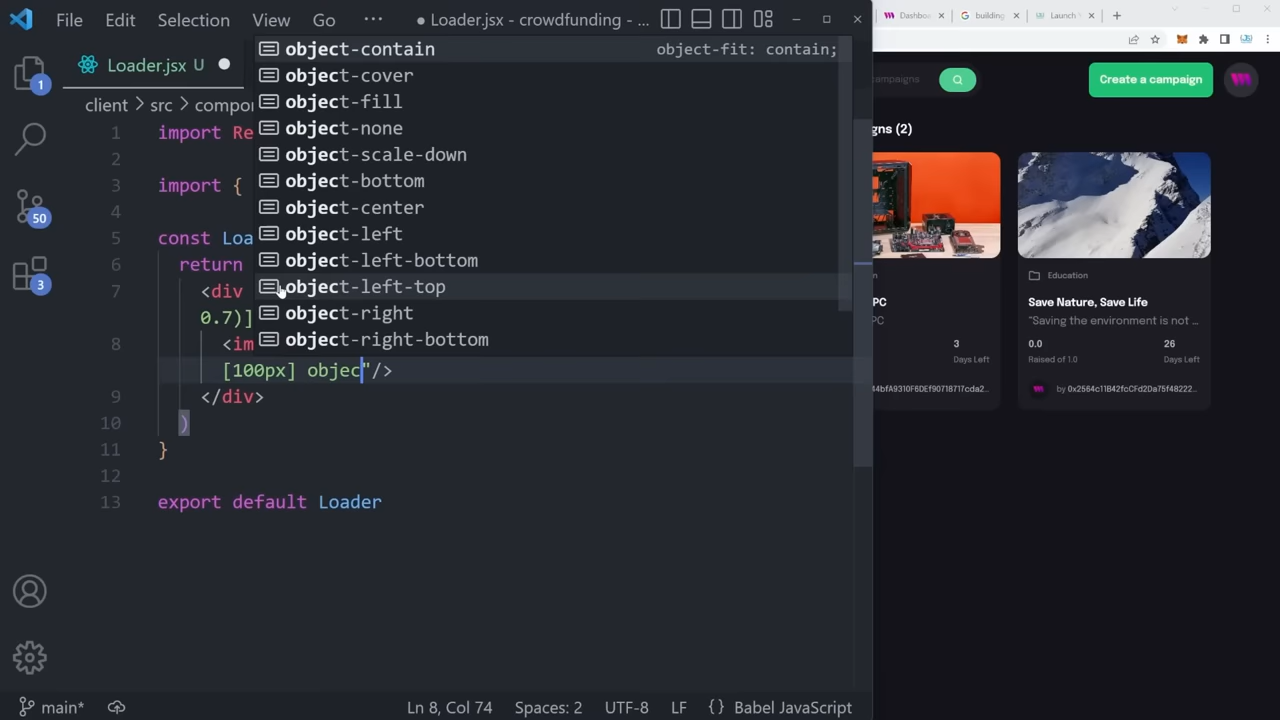 File Edit Selection View Go ··· ● Loader.jsx - crowdfunding - ...
Loader.jsx U ●
client > src > compor
1 import Re
2
3 import {
4
5 const Loa
6 return
7 <div
0.7)]
8 <im
[100px] objec"/>
9 </div>
10 )
11 }
12
13 export default Loader
object-contain object-fit: contain;
object-cover
object-fill
object-none
object-scale-down
object-bottom
object-center
object-left
object-left-bottom
object-left-top
object-right
object-right-bottom
1
50
3
main* Ln 8, Col 74 Spaces: 2 UTF-8 LF {} Babel JavaScript
Dashboa building Launch Y
campaigns Create a campaign
gns (2)
n
PC
PC
3
Days Left
44bfA9310F6DEf90718717cda2...
Education
Save Nature, Save Life
"Saving the environment is not ...
0.0 26
Raised of 1.0 Days Left
by 0x2564c11B42fcCFd2Da75f48222...